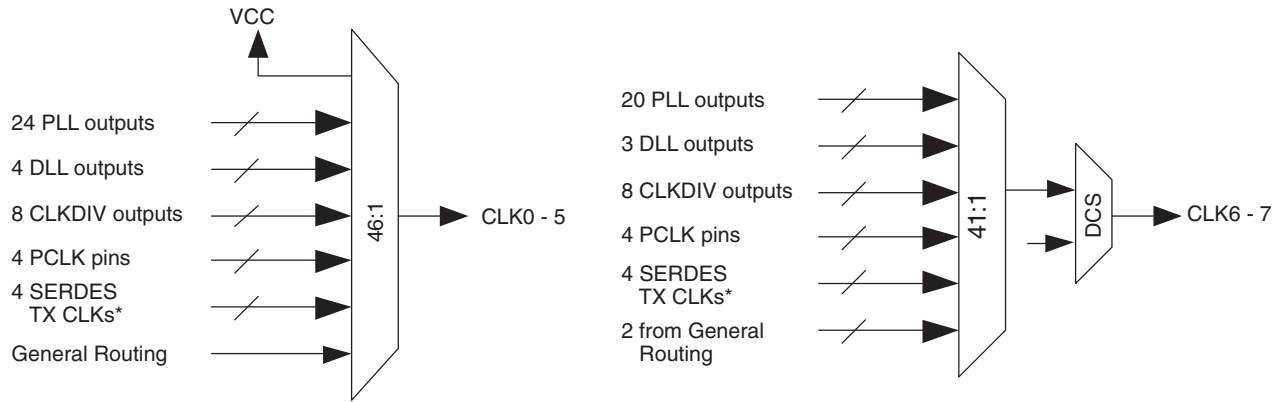 VCC
24 PLL outputs
4 DLL outputs
8 CLKDIV outputs
4 PCLK pins
4 SERDES
TX CLKs*
General Routing
46:1
CLK0 - 5
20 PLL outputs
3 DLL outputs
8 CLKDIV outputs
4 PCLK pins
4 SERDES
TX CLKs*
2 from General
Routing
41:1
DCS
CLK6 - 7